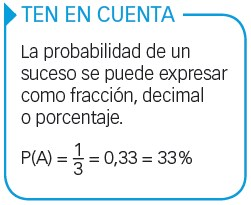 TEN EN CUENTA
La probabilidad de un
suceso se puede expresar
como fracción, decimal
o porcentaje.
P(A) = 1/3 = 0,33 = 33%